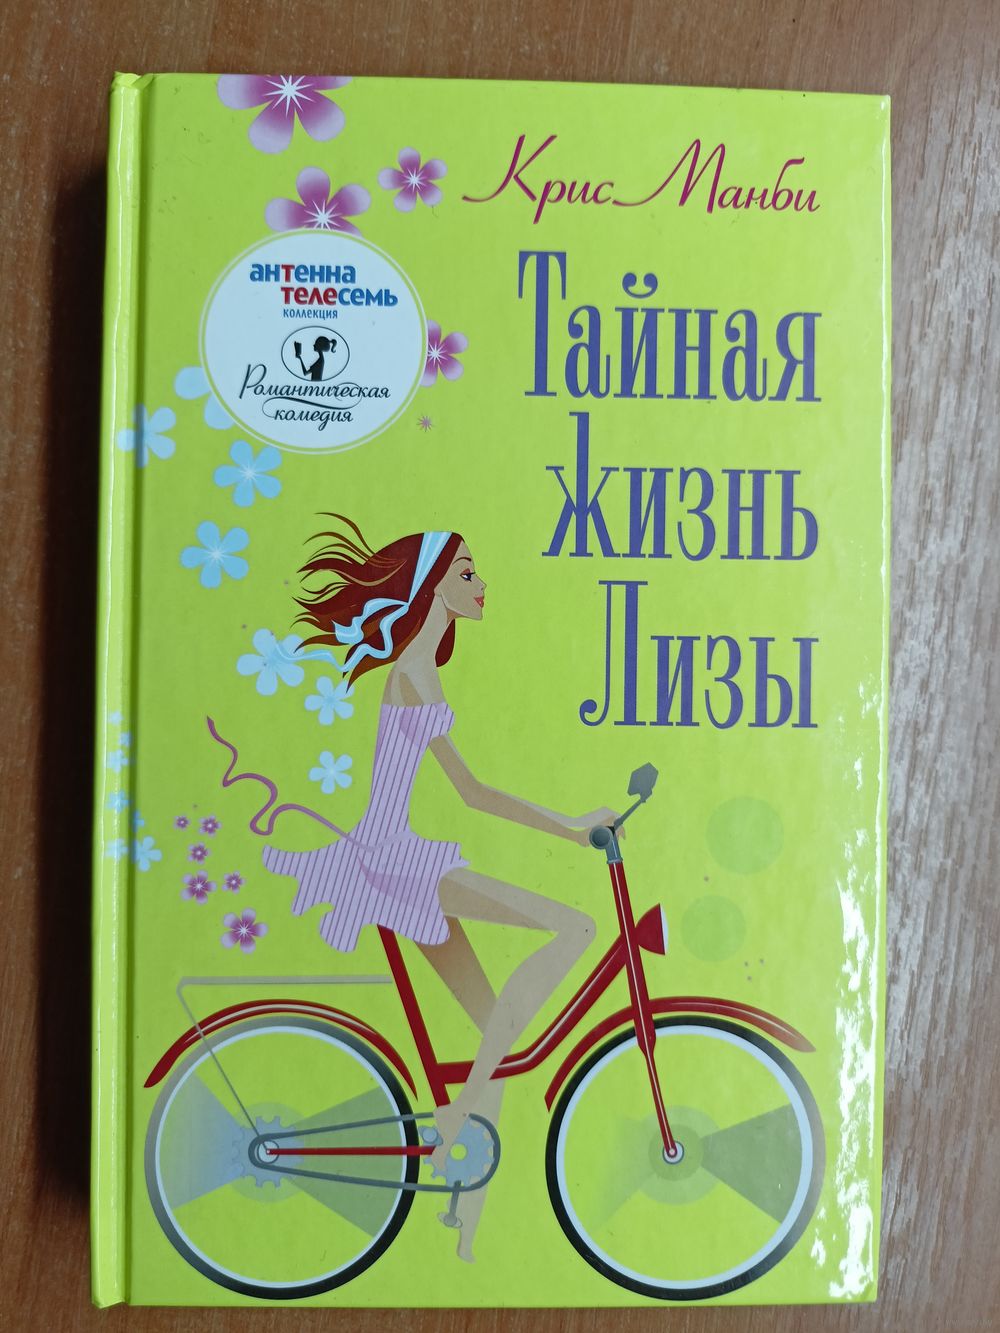 Крис Манби
Тайная
жизнь
Лизы
антенна
телесемь
коллекция
Романтическая
комедия